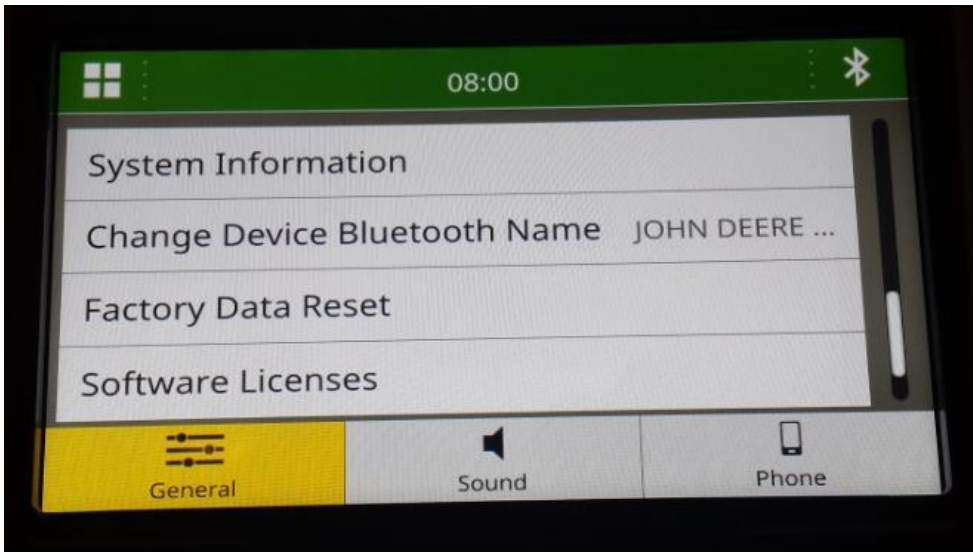 08:00
System Information
Change Device Bluetooth Name JOHN DEERE ...
Factory Data Reset
Software Licenses
General Sound Phone